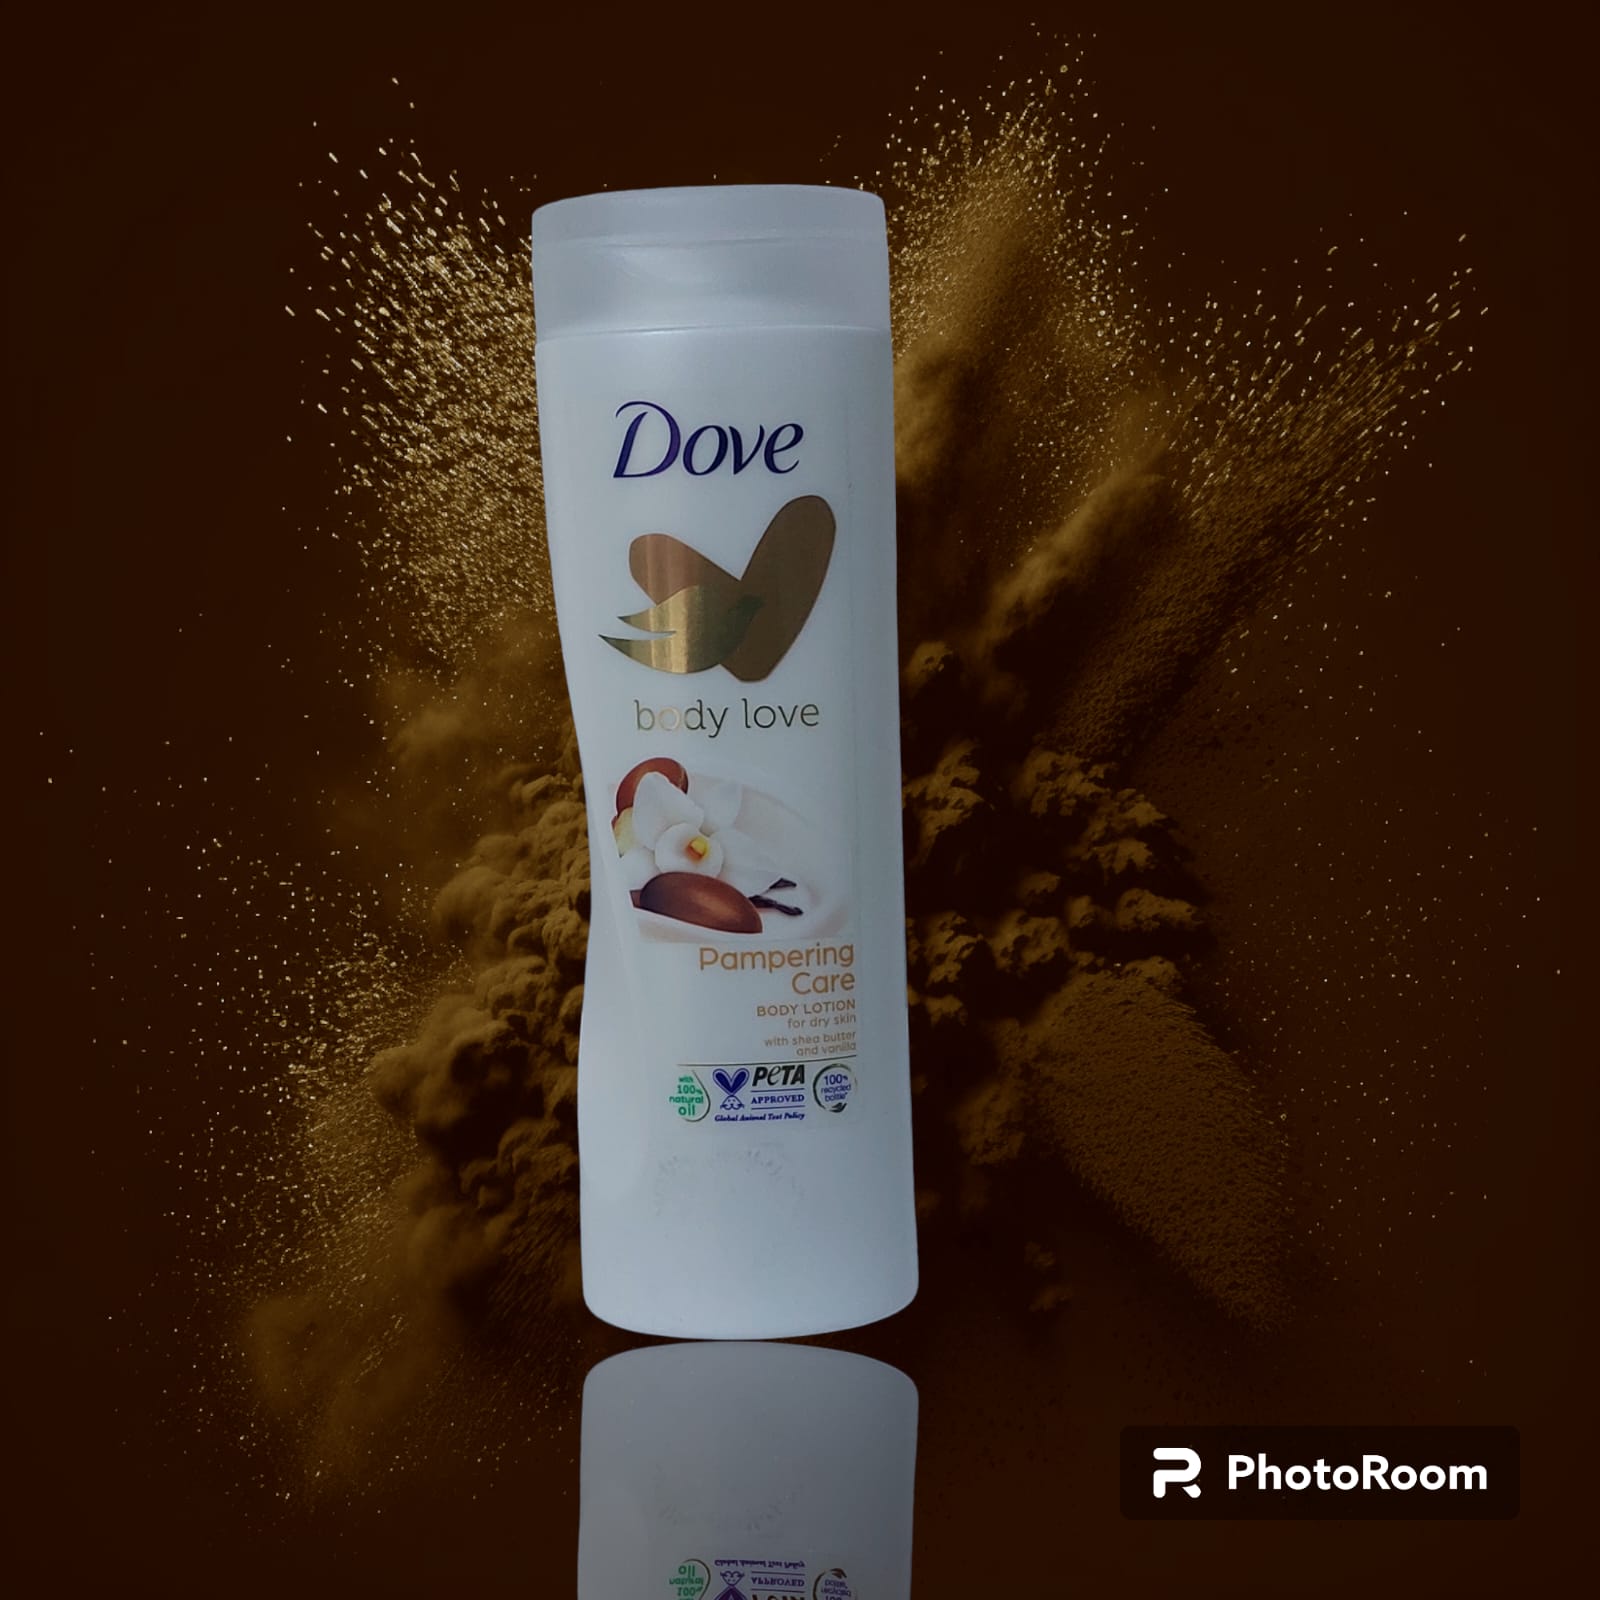 Dove
body love
Pampering
Care
BODY LOTION
for dry skin
with shea butter
and vanilla
with
100%
natural
oil
PETA
APPROVED
Global Animal Test Policy
100%
recycled
bottle*
PhotoRoom